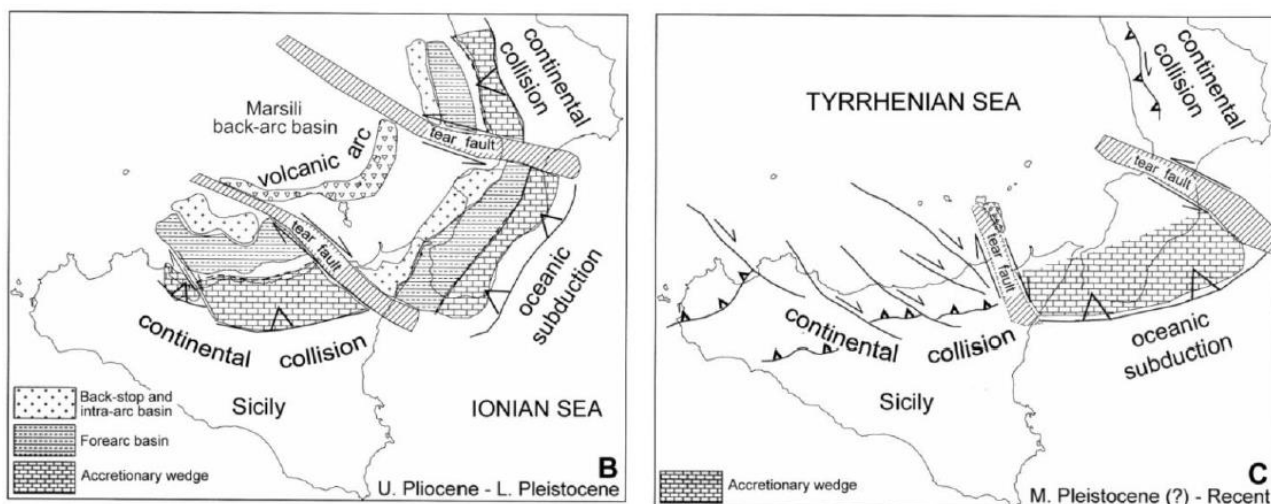 continental
collision
Marsili
back-arc basin
tear fault
volcanic arc
tear fault
oceanic
subduction
continental collision
Back-stop and
intra-arc basin
Forearc basin
Accretionary wedge
Sicily
IONIAN SEA
B
U. Pliocene - L. Pleistocene
continental
collision
TYRRHENIAN SEA
tear fault
tear fault
continental collision
oceanic
subduction
Sicily
Accretionary wedge
C
M. Pleistocene (?) - Recent